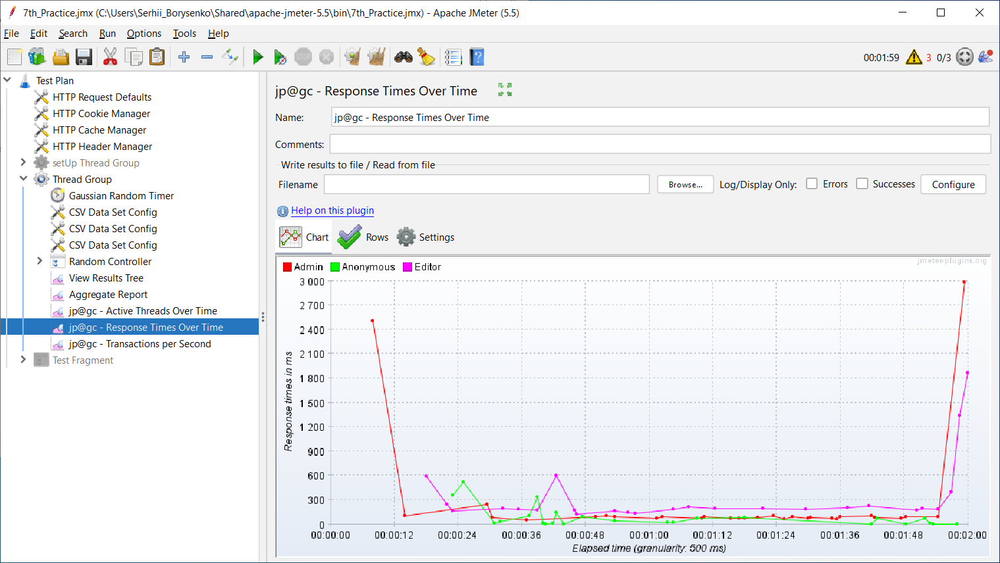 7th_Practice.jmx (C:\Users\Serhii_Borysenko\Shared\apache-jmeter-5.5\bin\7th_Practice.jmx) - Apache JMeter (5.5)
File Edit Search Run Options Tools Help
STOP
00:01:59 3 0/3
Test Plan
HTTP Request Defaults
HTTP Cookie Manager
HTTP Cache Manager
HTTP Header Manager
setUp Thread Group
Thread Group
Gaussian Random Timer
CSV Data Set Config
CSV Data Set Config
CSV Data Set Config
Random Controller
View Results Tree
Aggregate Report
jp@gc - Active Threads Over Time
jp@gc - Response Times Over Time
jp@gc - Transactions per Second
Test Fragment
jp@gc - Response Times Over Time
Name: jp@gc - Response Times Over Time
Comments:
Write results to file / Read from file
Filename Browse... Log/Display Only: Errors Successes Configure
Help on this plugin
Chart Rows Settings
jmeter-plugins.org
Admin Anonymous Editor
3 000
2 700
2 400
2 100
1 800
1 500
1 200
900
600
300
0
Response times in ms
00:00:00 00:00:12 00:00:24 00:00:36 00:00:48 00:01:00 00:01:12 00:01:24 00:01:36 00:01:48 00:02:00
Elapsed time (granularity: 500 ms)